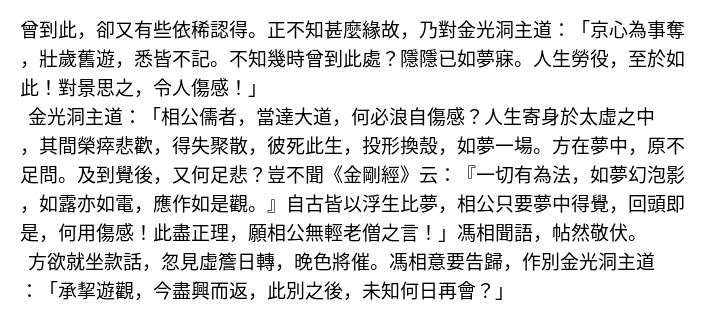 曾到此，卻又有些依稀認得。正不知甚麼緣故，乃對金光洞主道：「京心為事奪
，壯歲舊遊，悉皆不記。不知幾時曾到此處？隱隱已如夢寐。人生勞役，至於如
此！對景思之，令人傷感！」
金光洞主道：「相公儒者，當達大道，何必浪自傷感？人生寄身於太虛之中
，其間榮瘁悲歡，得失聚散，彼死此生，投形換殼，如夢一場。方在夢中，原不
足問。及到覺後，又何足悲？豈不聞《金剛經》云：『一切有為法，如夢幻泡影
，如露亦如電，應作如是觀。』自古皆以浮生比夢，相公只要夢中得覺，回頭即
是，何用傷感！此盡正理，願相公無輕老僧之言！」馮相聞語，帖然敬伏。
方欲就坐款話，忽見虛簷日轉，晚色將催。馮相意要告歸，作別金光洞主道
：「承挈遊觀，今盡興而返，此別之後，未知何日再會？」